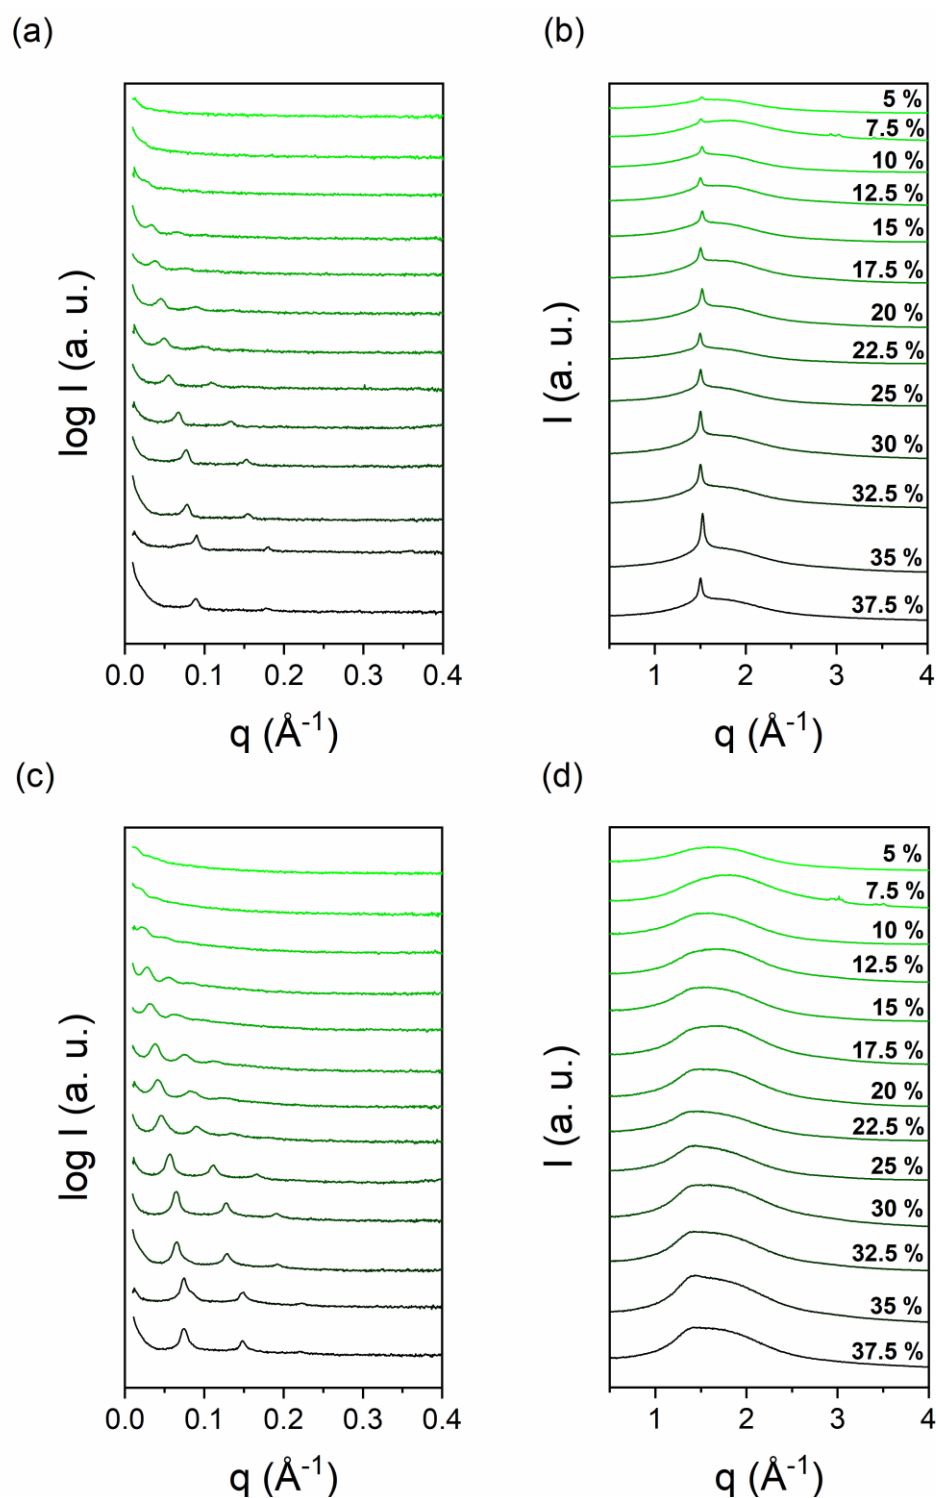 (a)
log I (a. u.)
0.0 0.1 0.2 0.3 0.4
q (Å-1)
(b)
I (a. u.)
5 %
7.5 %
10 %
12.5 %
15 %
17.5 %
20 %
22.5 %
25 %
30 %
32.5 %
35 %
37.5 %
1 2 3 4
q (Å-1)
(c)
log I (a. u.)
0.0 0.1 0.2 0.3 0.4
q (Å-1)
(d)
I (a. u.)
5 %
7.5 %
10 %
12.5 %
15 %
17.5 %
20 %
22.5 %
25 %
30 %
32.5 %
35 %
37.5 %
1 2 3 4
q (Å-1)